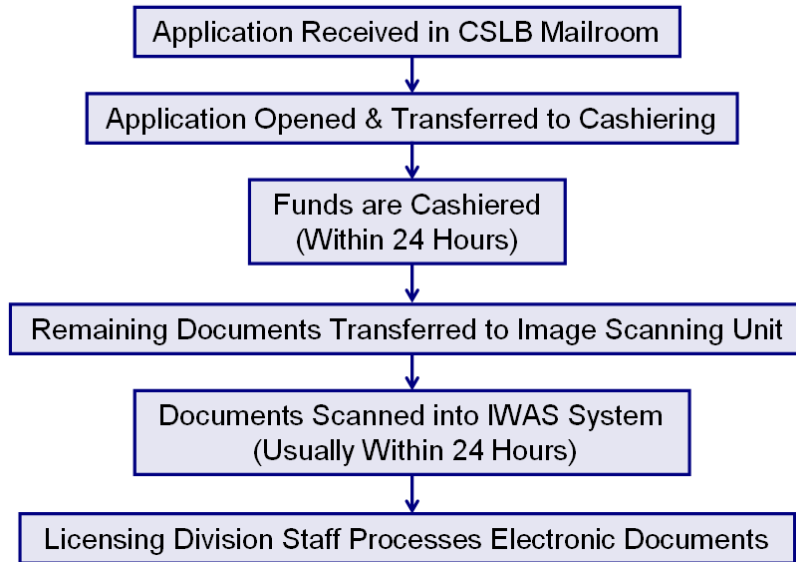 Application Received in CSLB Mailroom
Application Opened & Transferred to Cashiering
Funds are Cashiered
(Within 24 Hours)
Remaining Documents Transferred to Image Scanning Unit
Documents Scanned into IWAS System
(Usually Within 24 Hours)
Licensing Division Staff Processes Electronic Documents